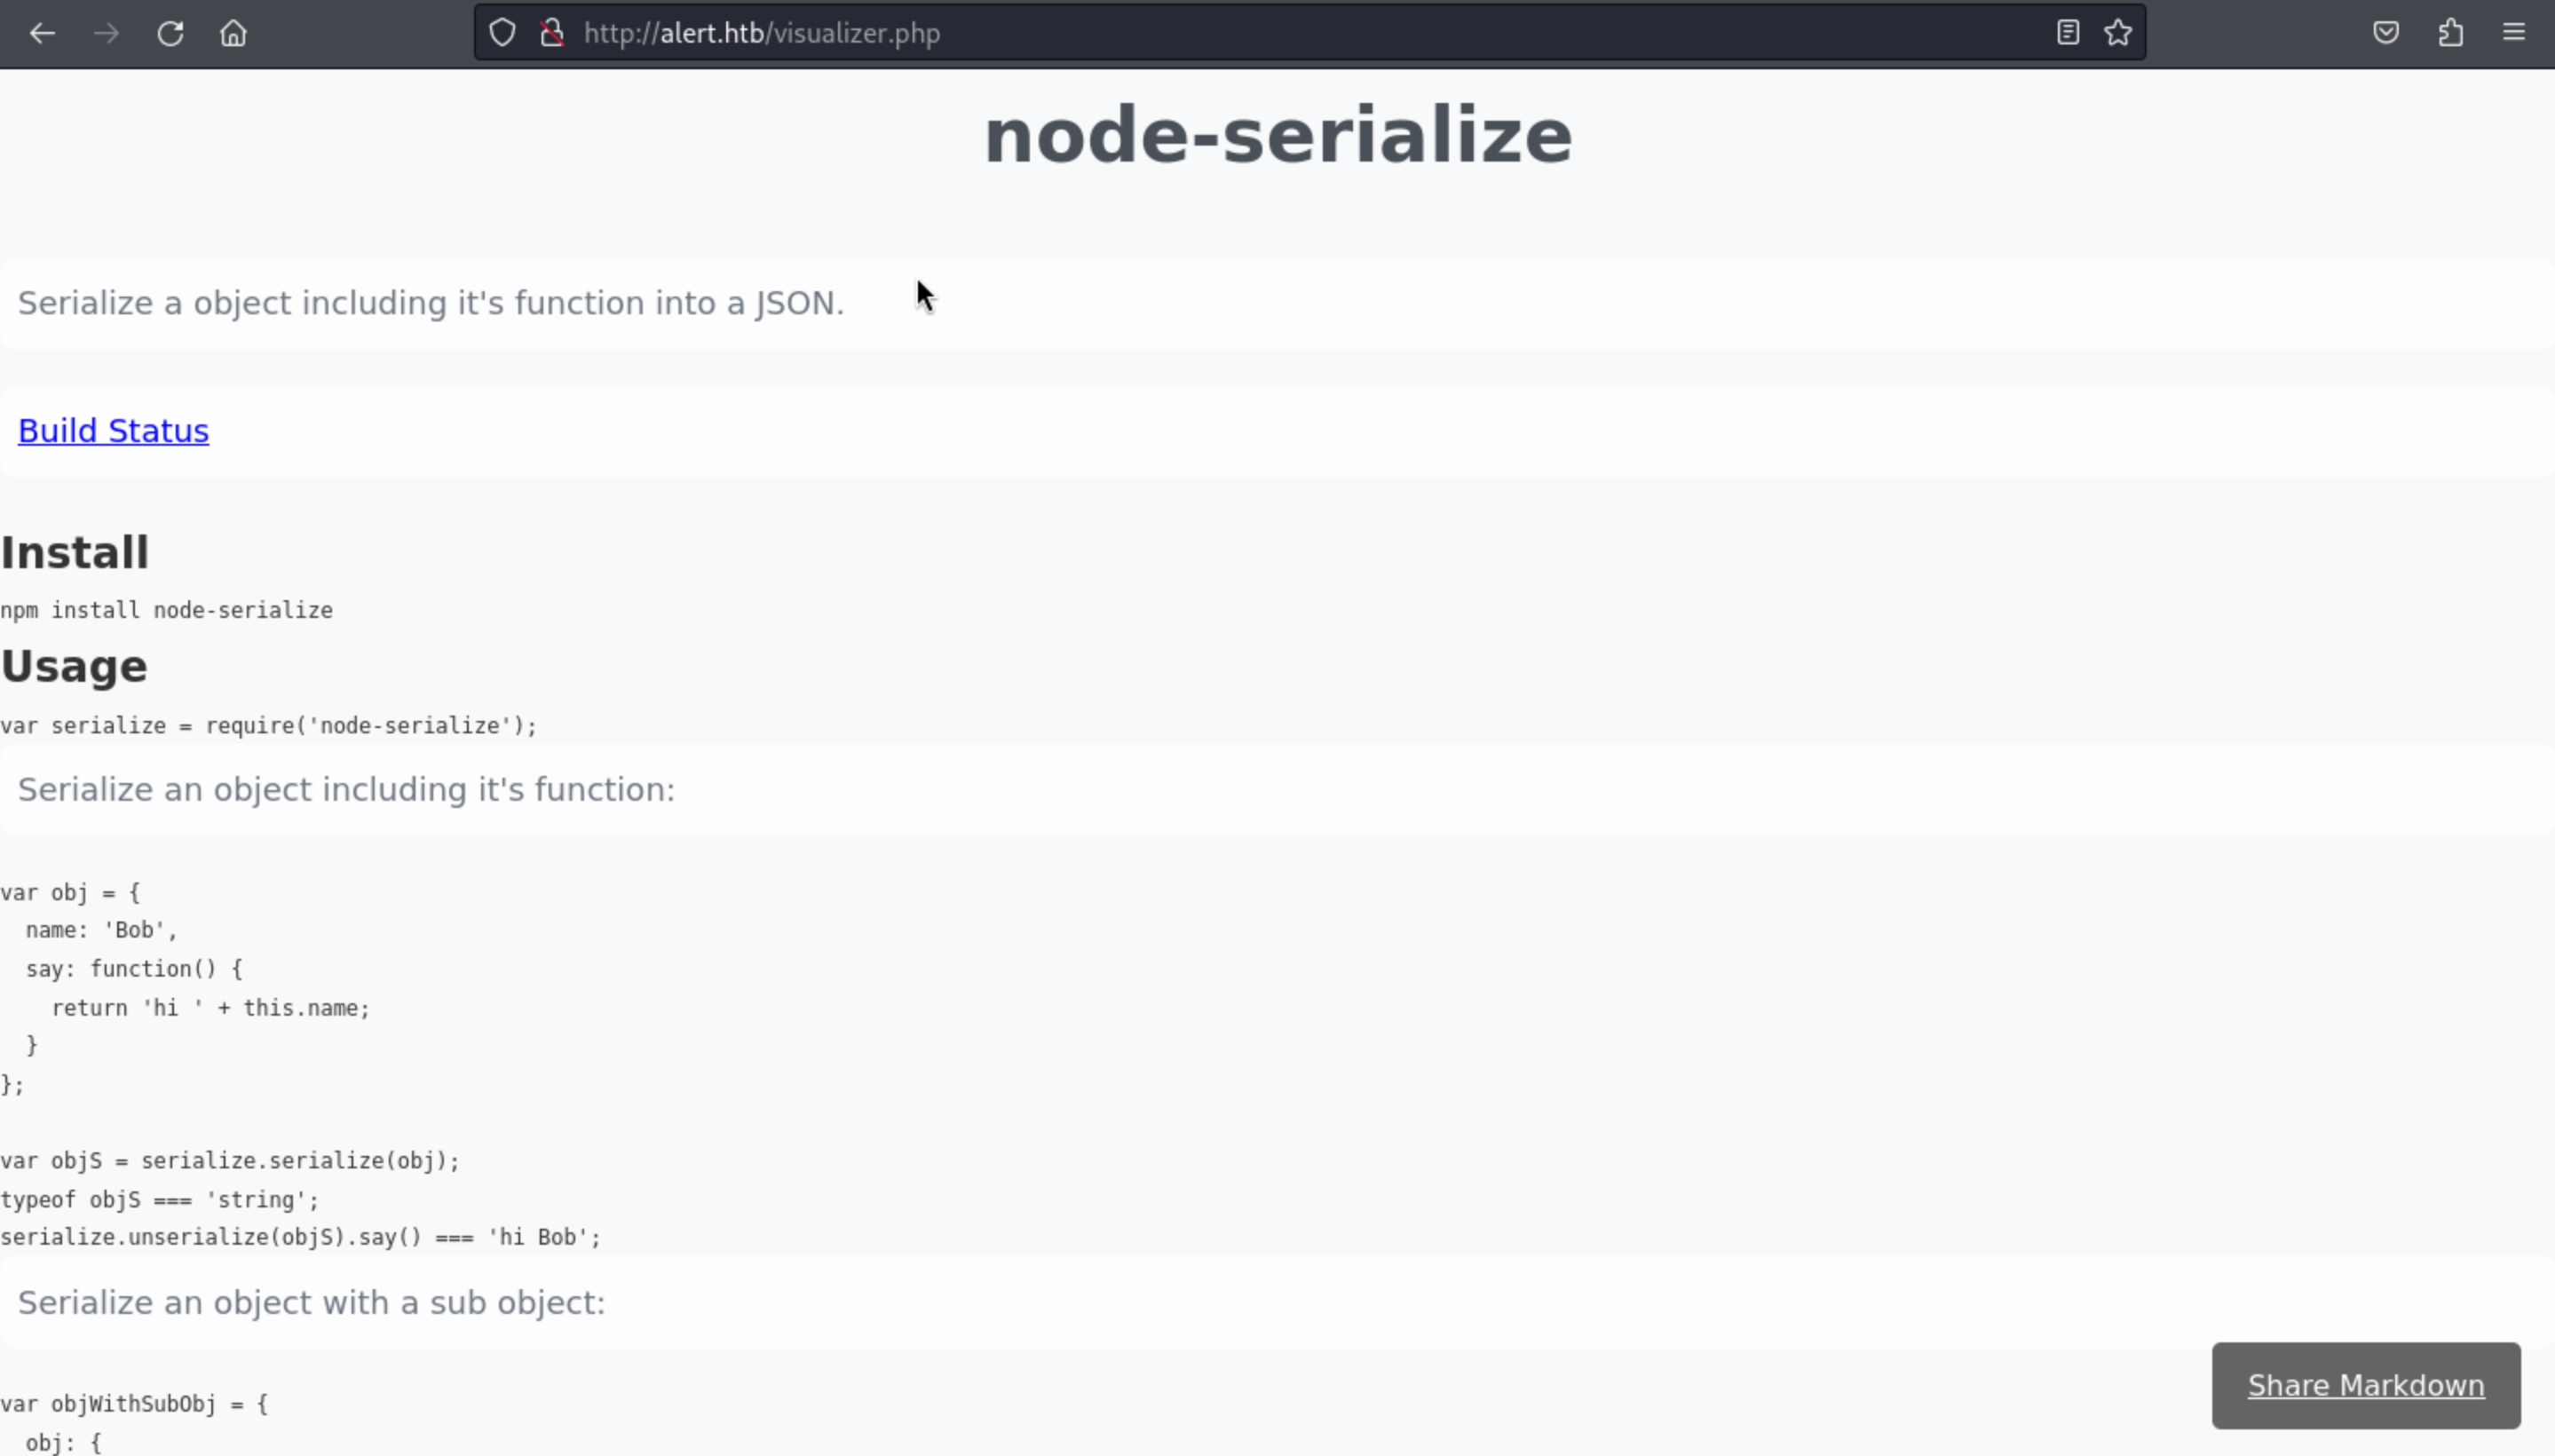 http://alert.htb/visualizer.php
node-serialize
Serialize a object including it's function into a JSON.
Build Status
Install
npm install node-serialize
Usage
var serialize = require('node-serialize');
Serialize an object including it's function:
var obj = {
  name: 'Bob',
  say: function() {
    return 'hi ' + this.name;
  }
};
var objS = serialize.serialize(obj);
typeof objS === 'string';
serialize.unserialize(objS).say() === 'hi Bob';
Serialize an object with a sub object:
var objWithSubObj = {
  obj: {
Share Markdown